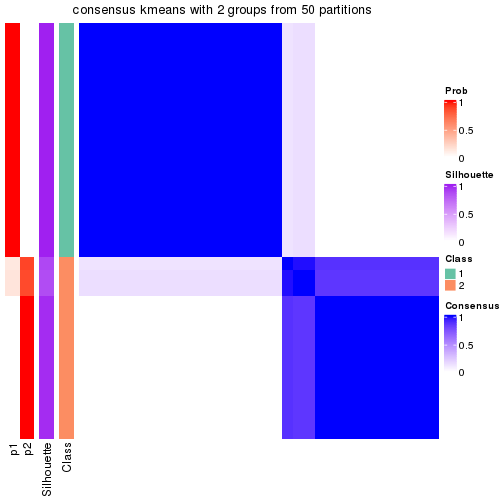 consensus kmeans with 2 groups from 50 partitions
Prob
1
0.5
0
Silhouette
1
0.5
0
Class
1
2
Consensus
1
0.5
0
p1
p2
Silhouette
Class